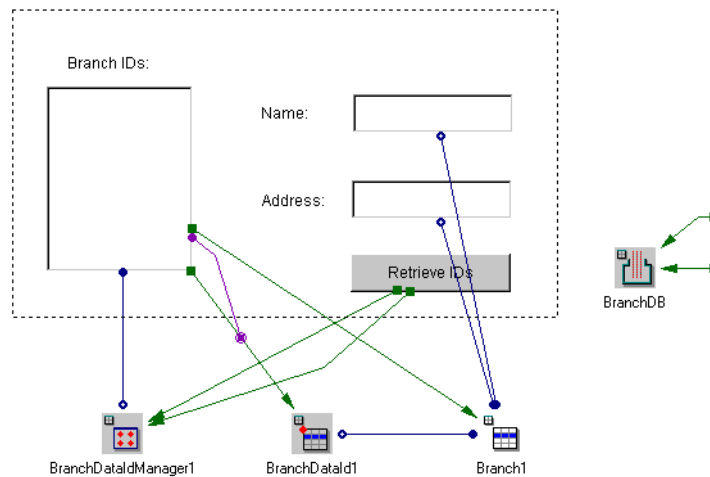 Branch IDs:
Name:
Address:
Retrieve IDs
BranchDB
BranchDataIdManager1
BranchDataId1
Branch1